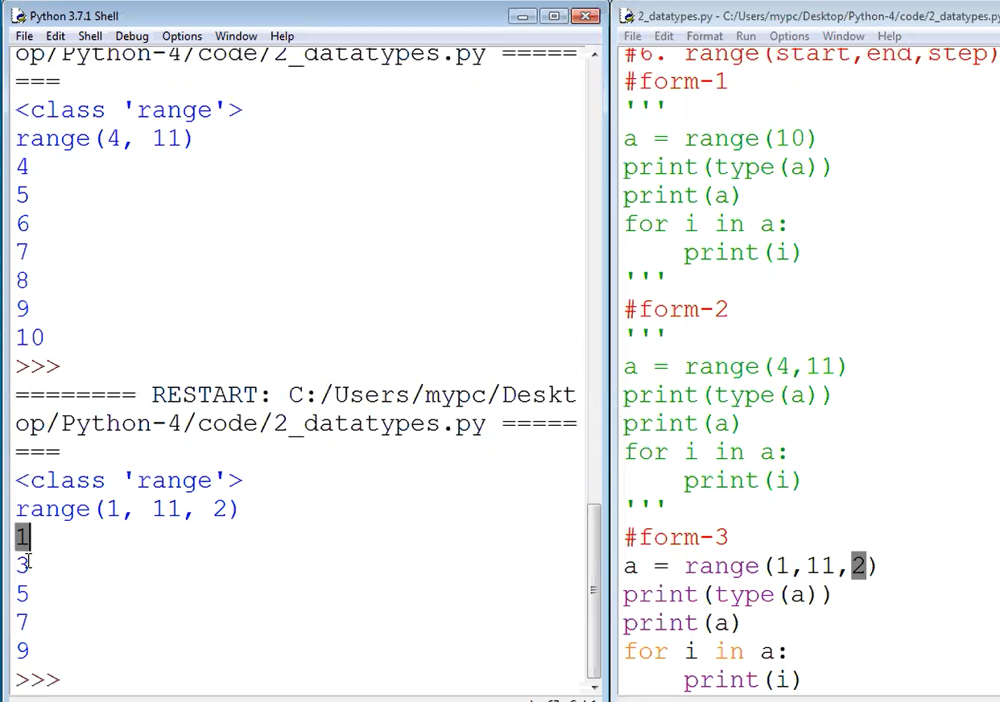 Python 3.7.1 Shell
File Edit Shell Debug Options Window Help
op/Python-4/code/2_datatypes.py =====
===
<class 'range'>
range(4, 11)
4
5
6
7
8
9
10
>>>
======== RESTART: C:/Users/mypc/Deskt
op/Python-4/code/2_datatypes.py =====
===
<class 'range'>
range(1, 11, 2)
1
3
5
7
9
>>>
2_datatypes.py - C:/Users/mypc/Desktop/Python-4/code/2_datatypes.py
File Edit Format Run Options Window Help
#6. range(start,end,step)
#form-1
'''
a = range(10)
print(type(a))
print(a)
for i in a:
    print(i)
'''
#form-2
'''
a = range(4,11)
print(type(a))
print(a)
for i in a:
    print(i)
'''
#form-3
a = range(1,11,2)
print(type(a))
print(a)
for i in a:
    print(i)